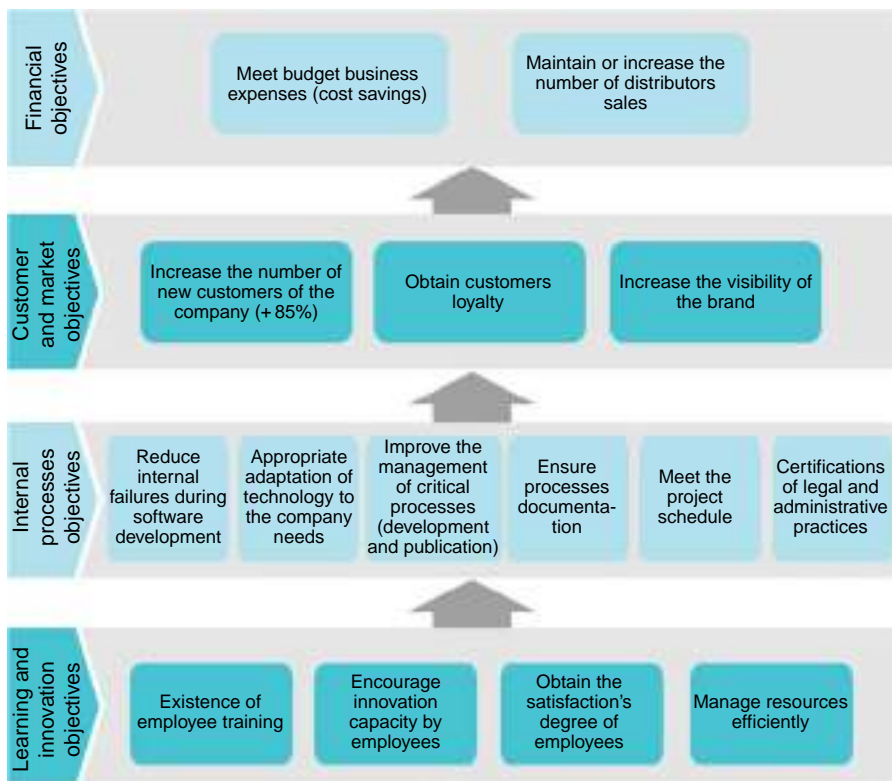 Financial
objectives
Meet budget business
expenses (cost savings)
Maintain or increase the
number of distributors
sales
Customer
and market
objectives
Increase the number of
new customers of the
company (+ 85%)
Obtain customers
loyalty
Increase the visibility of
the brand
Internal
processes
objectives
Reduce
internal
failures during
software
development
Appropriate
adaptation of
technology to
the company
needs
Improve the
management
of critical
processes
(development
and publication)
Ensure
processes
documenta-
tion
Meet the
project
schedule
Certifications
of legal and
administrative
practices
Learning and
innovation
objectives
Existence of
employee training
Encourage
innovation
capacity by
employees
Obtain the
satisfaction's
degree of
employees
Manage resources
efficiently